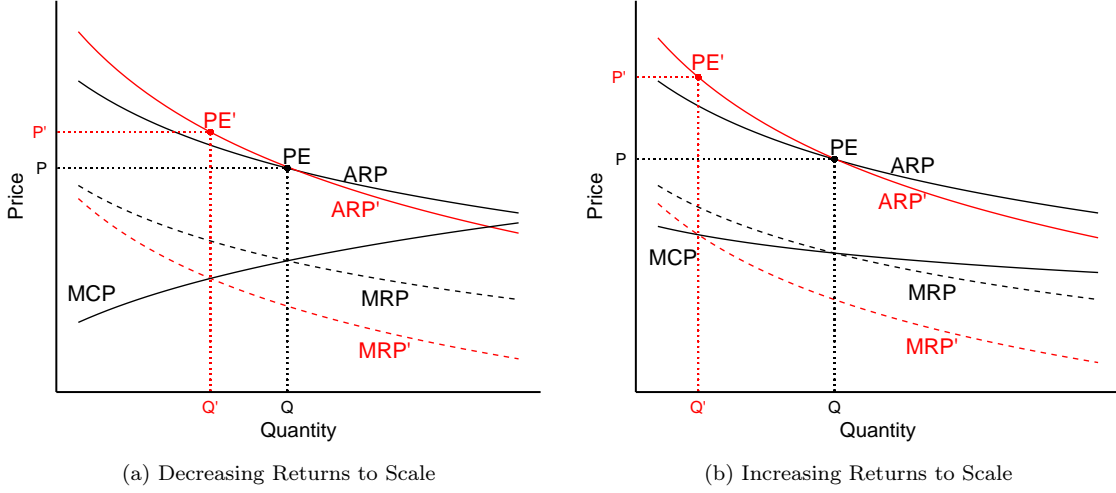 PE'
P'
PE
P
ARP
ARP'
Price
MCP
MRP
MRP'
Q'
Q
Quantity
(a) Decreasing Returns to Scale
PE'
P'
PE
P
ARP
ARP'
Price
MCP
MRP
MRP'
Q'
Q
Quantity
(b) Increasing Returns to Scale